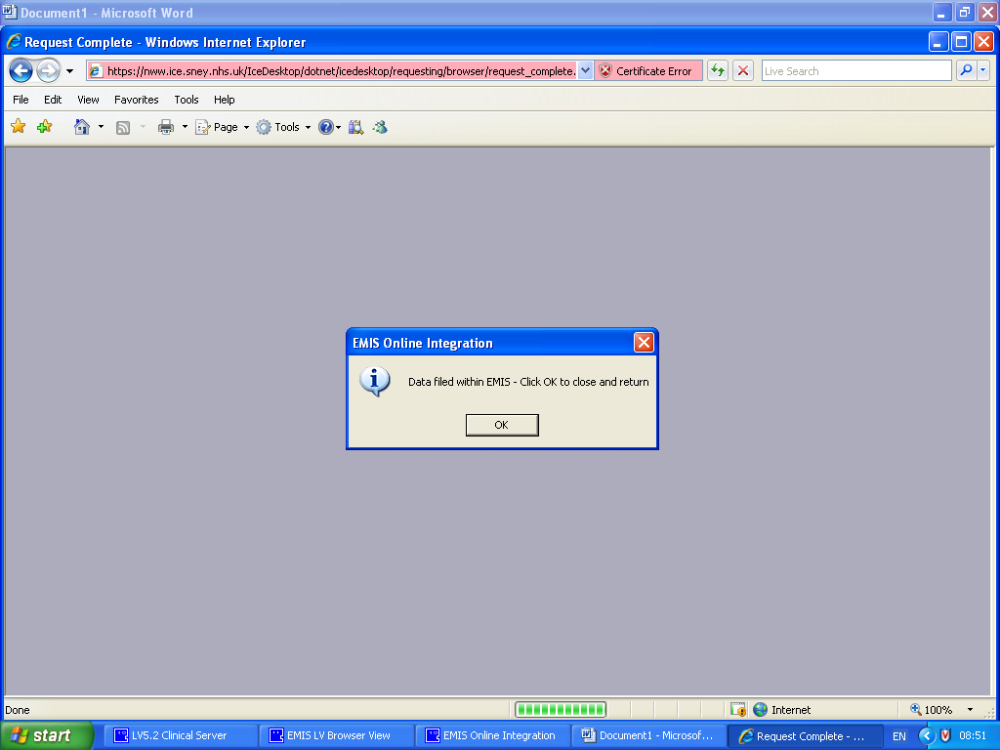 Document1 - Microsoft Word
Request Complete - Windows Internet Explorer
https://nww.ice.sney.nhs.uk/IceDesktop/dotnet/icedesktop/requesting/browser/request_complete. Certificate Error Live Search
File Edit View Favorites Tools Help
Page Tools
EMIS Online Integration
Data filed within EMIS - Click OK to close and return
OK
Done Internet 100%
start LV5.2 Clinical Server EMIS LV Browser View EMIS Online Integration Document1 - Microsof... Request Complete - ... EN 08:51